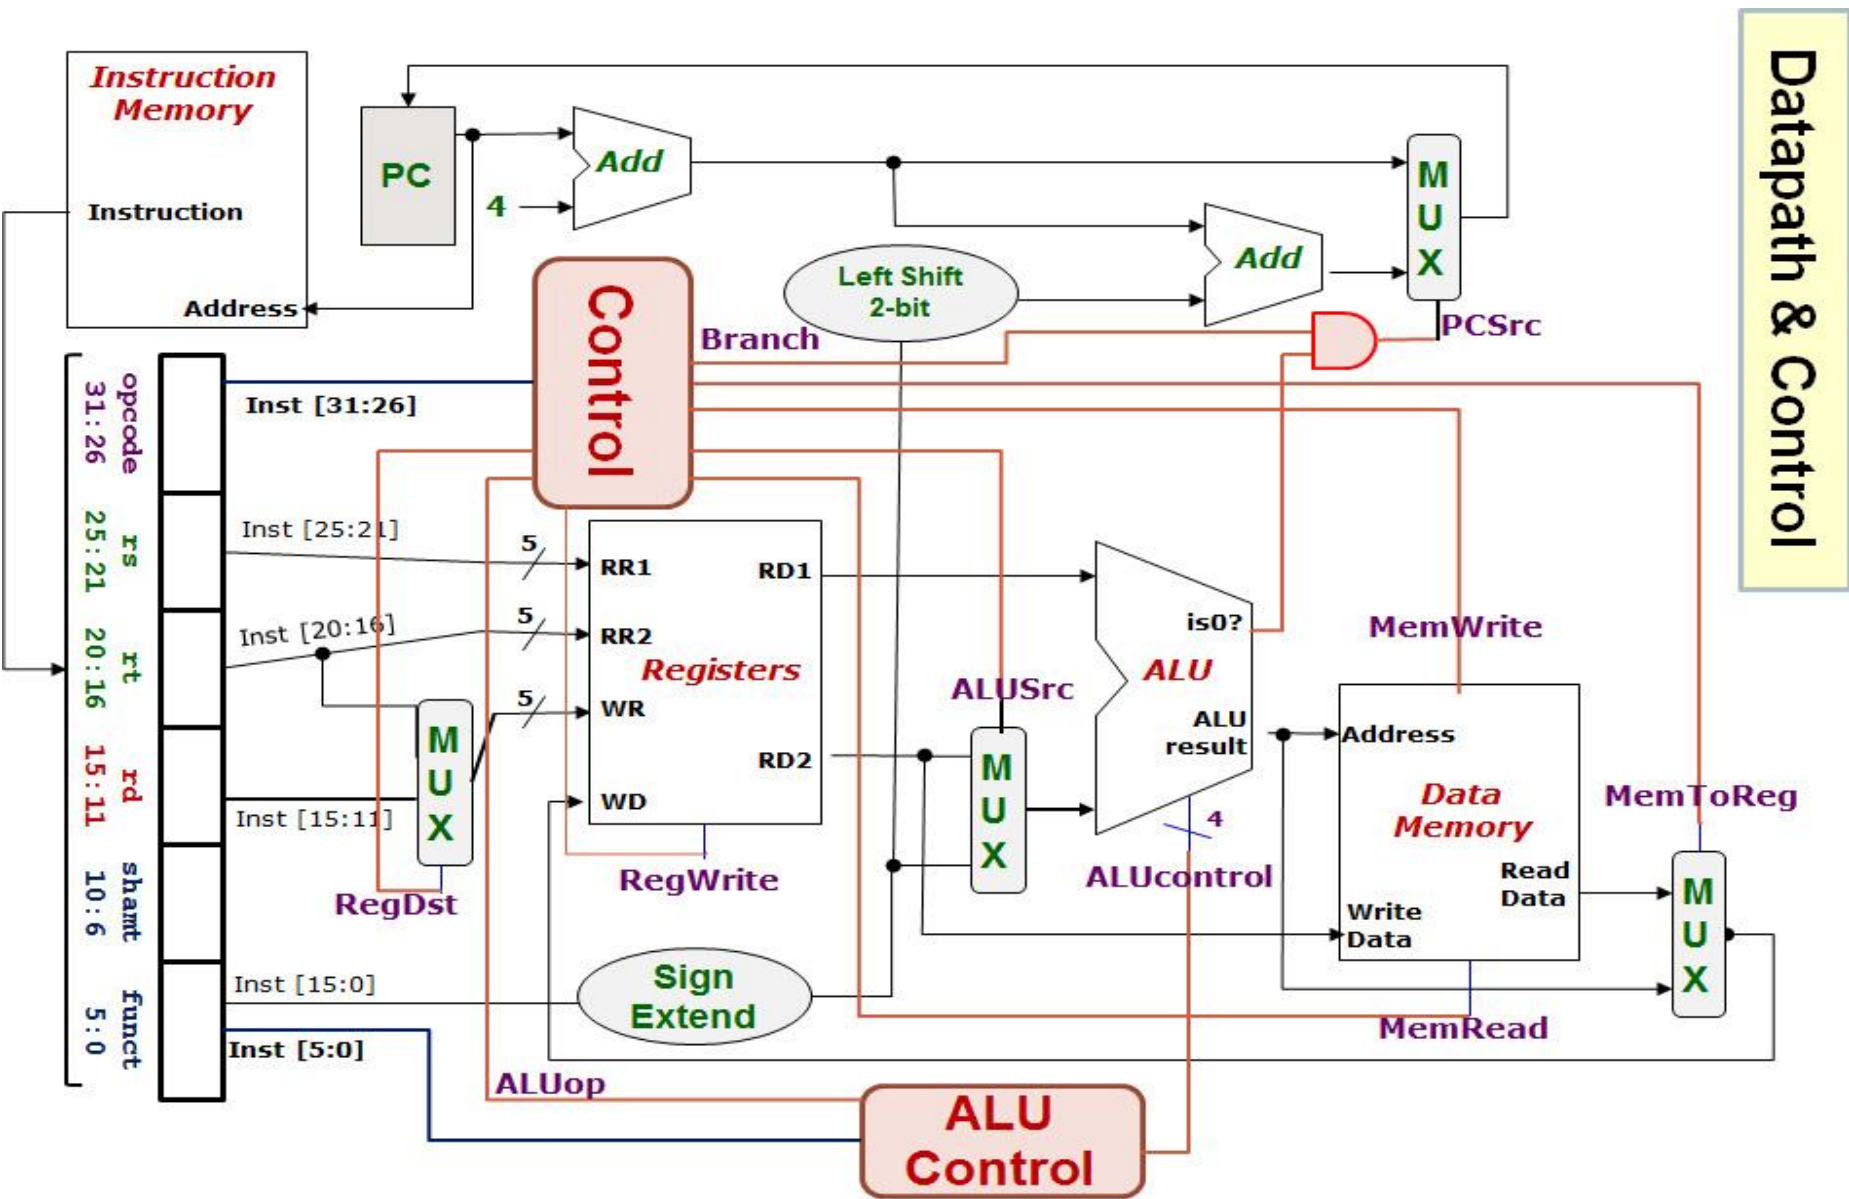 Datapath & Control
Instruction
Memory
Instruction
Address
PC
4
Add
Add
M
U
X
Left Shift
2-bit
Control
Branch
PCSrc
opcode
31:26
Inst [31:26]
rs
25:21
Inst [25:21]
5
rt
20:16
Inst [20:16]
5
rd
15:11
Inst [15:11]
5
shamt
10:6
funct
5:0
Inst [15:0]
Inst [5:0]
M
U
X
RegDst
RR1
RR2
WR
WD
Registers
RD1
RD2
RegWrite
Sign
Extend
ALUSrc
M
U
X
is0?
ALU
ALU
result
4
ALUcontrol
MemWrite
Address
Data
Memory
Read
Data
Write
Data
MemRead
MemToReg
M
U
X
ALUop
ALU
Control